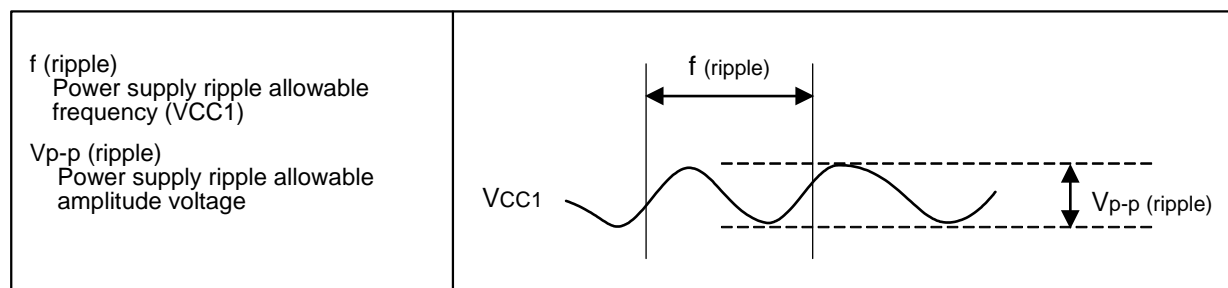 f (ripple)
Power supply ripple allowable
frequency (VCC1)
Vp-p (ripple)
Power supply ripple allowable
amplitude voltage
f (ripple)
VCC1
Vp-p (ripple)